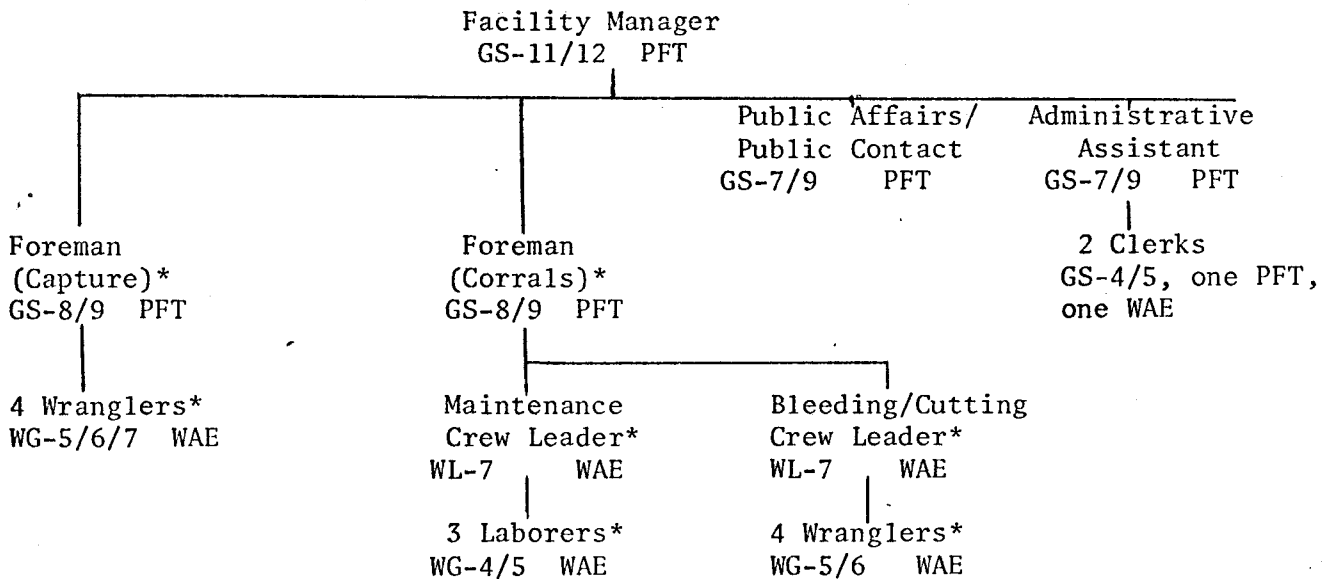 Facility Manager
GS-11/12 PFT
Public Affairs/
Public Contact
GS-7/9 PFT
Administrative
Assistant
GS-7/9 PFT
2 Clerks
GS-4/5, one PFT,
one WAE
Foreman
(Capture)*
GS-8/9 PFT
Foreman
(Corrals)*
GS-8/9 PFT
4 Wranglers*
WG-5/6/7 WAE
Maintenance
Crew Leader*
WL-7 WAE
Bleeding/Cutting
Crew Leader*
WL-7 WAE
3 Laborers*
WG-4/5 WAE
4 Wranglers*
WG-5/6 WAE